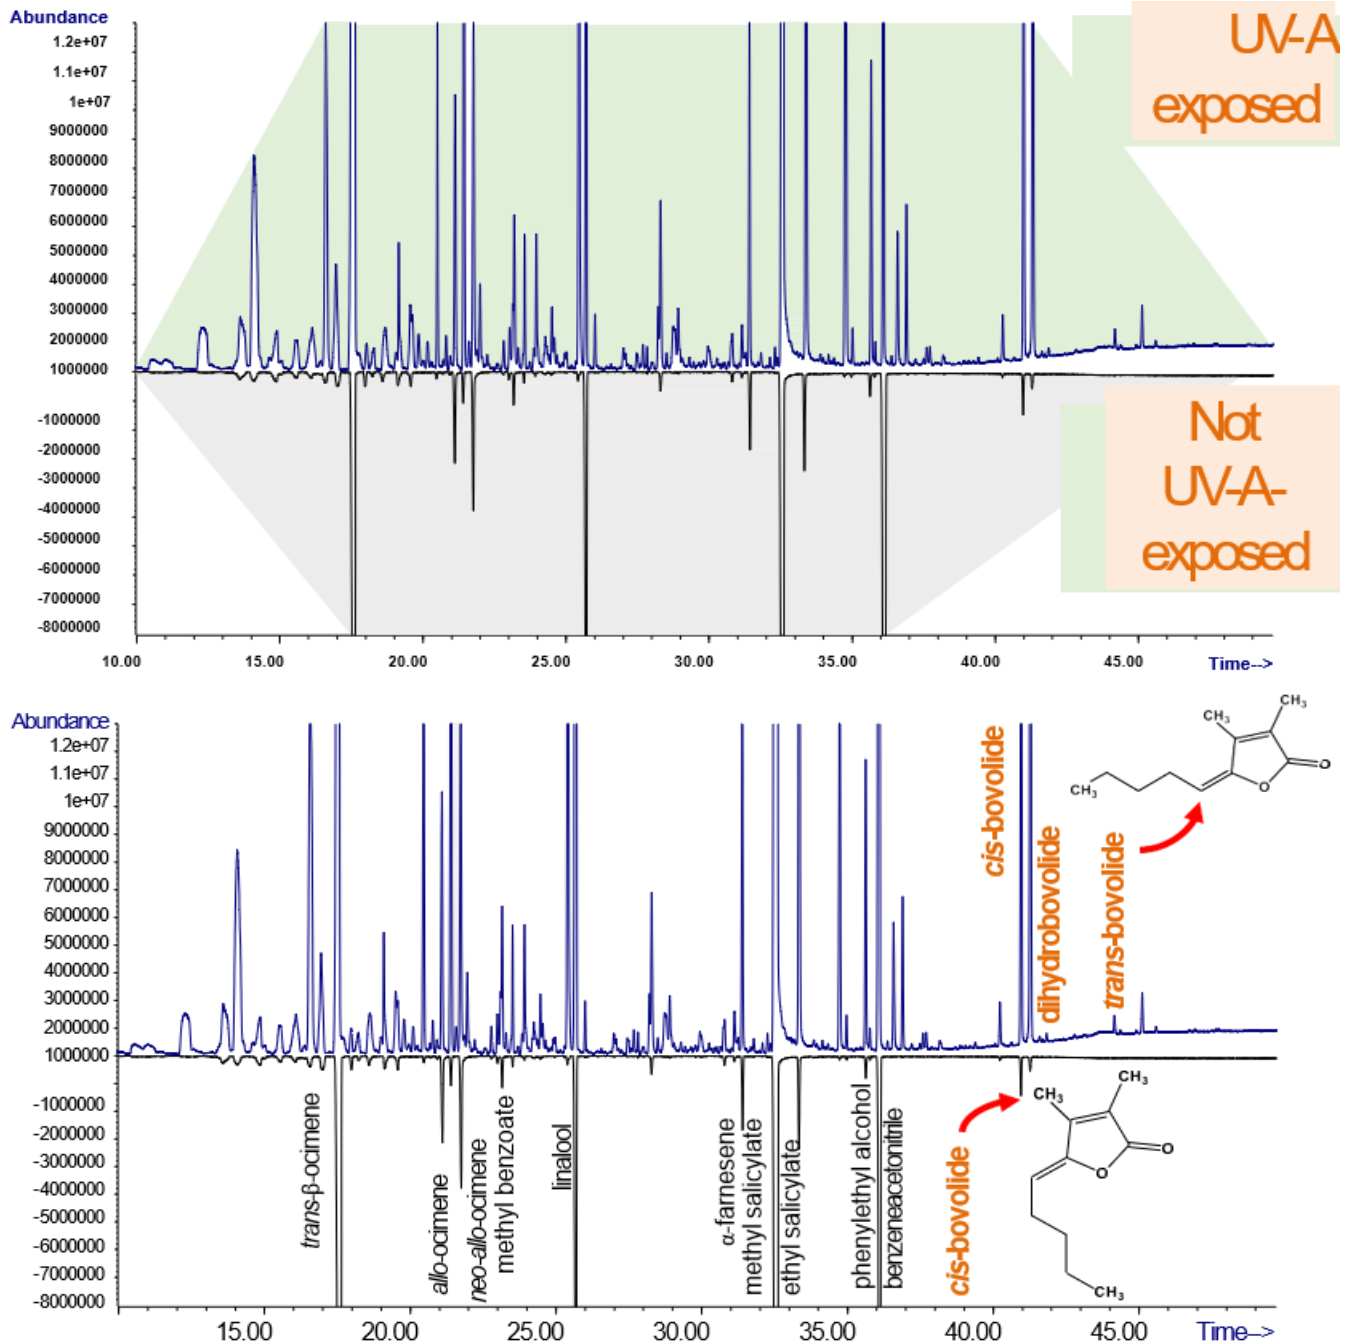 Abundance
1.2e+07
1.1e+07
1e+07
9000000
8000000
7000000
6000000
5000000
4000000
3000000
2000000
1000000
-1000000
-2000000
-3000000
-4000000
-5000000
-6000000
-7000000
-8000000
10.00 15.00 20.00 25.00 30.00 35.00 40.00 45.00 Time-->
UV-A
exposed
Not
UV-A-
exposed
Abundance
1.2e+07
1.1e+07
1e+07
9000000
8000000
7000000
6000000
5000000
4000000
3000000
2000000
1000000
-1000000
-2000000
-3000000
-4000000
-5000000
-6000000
-7000000
-8000000
15.00 20.00 25.00 30.00 35.00 40.00 45.00 Time-->
trans-β-ocimene
allo-ocimene
neo-allo-ocimene
methyl benzoate
linalool
α-farnesene
methyl salicylate
ethyl salicylate
phenylethyl alcohol
benzeneacetonitrile
cis-bovolide
cis-bovolide
dihydrobovolide
trans-bovolide
CH3
CH3
CH3
O
O
CH3
CH3
O
O
CH3